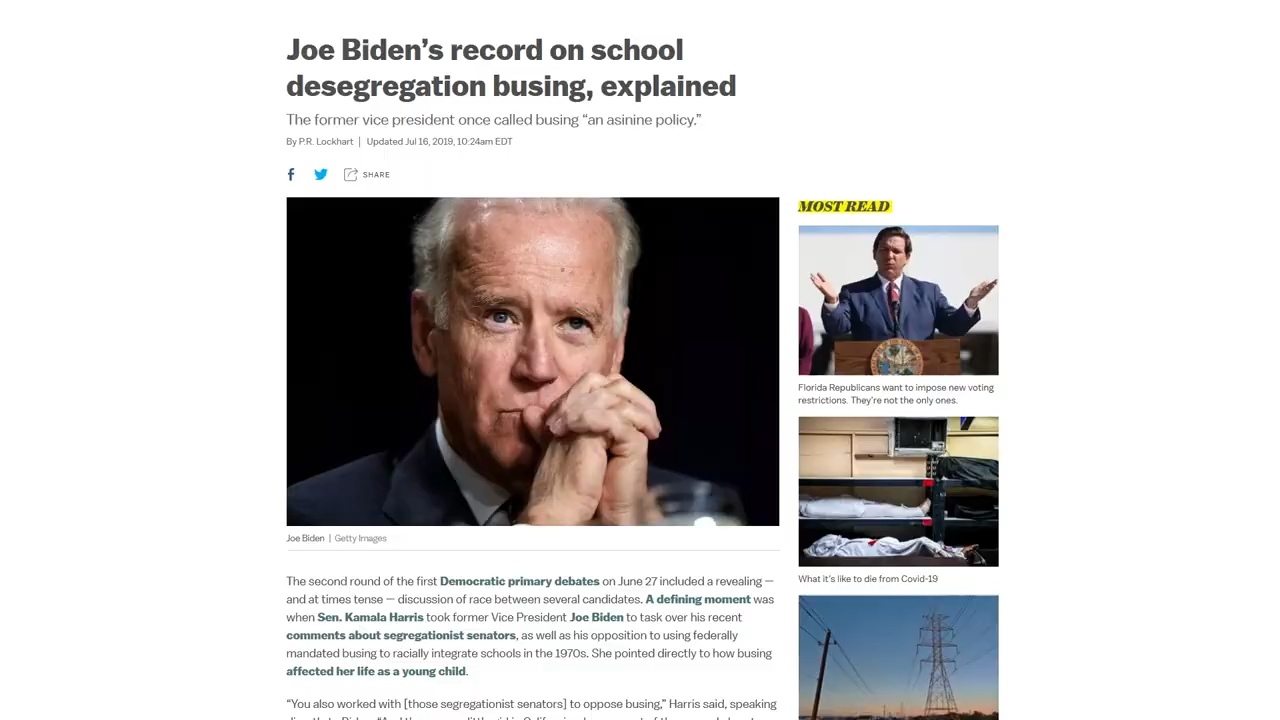 Joe Biden’s record on school
desegregation busing, explained
The former vice president once called busing “an asinine policy.”
By P.R. Lockhart | Updated Jul 16, 2019, 10:24am EDT
SHARE
MOST READ
Florida Republicans want to impose new voting
restrictions. They’re not the only ones.
Joe Biden | Getty Images
What it’s like to die from Covid-19
The second round of the first Democratic primary debates on June 27 included a revealing —
and at times tense — discussion of race between several candidates. A defining moment was
when Sen. Kamala Harris took former Vice President Joe Biden to task over his recent
comments about segregationist senators, as well as his opposition to using federally
mandated busing to racially integrate schools in the 1970s. She pointed directly to how busing
affected her life as a young child.
“You also worked with [those segregationist senators] to oppose busing,” Harris said, speaking